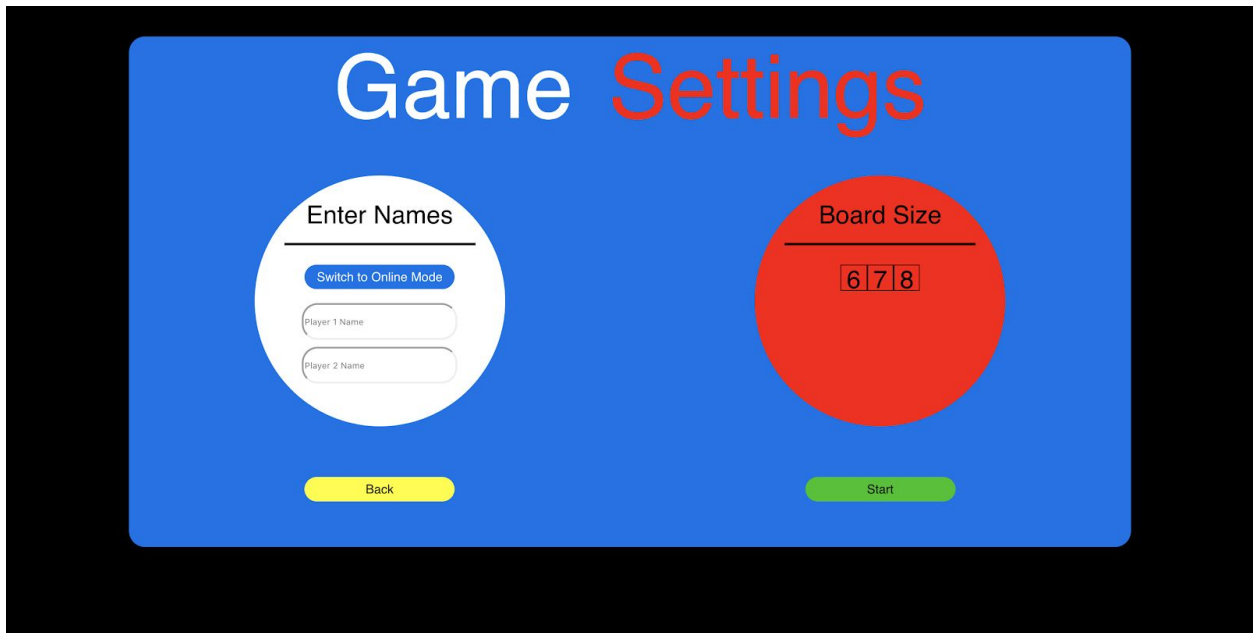 Game Settings
Enter Names
Switch to Online Mode
Player 1 Name
Player 2 Name
Back
Board Size
6 7 8
Start